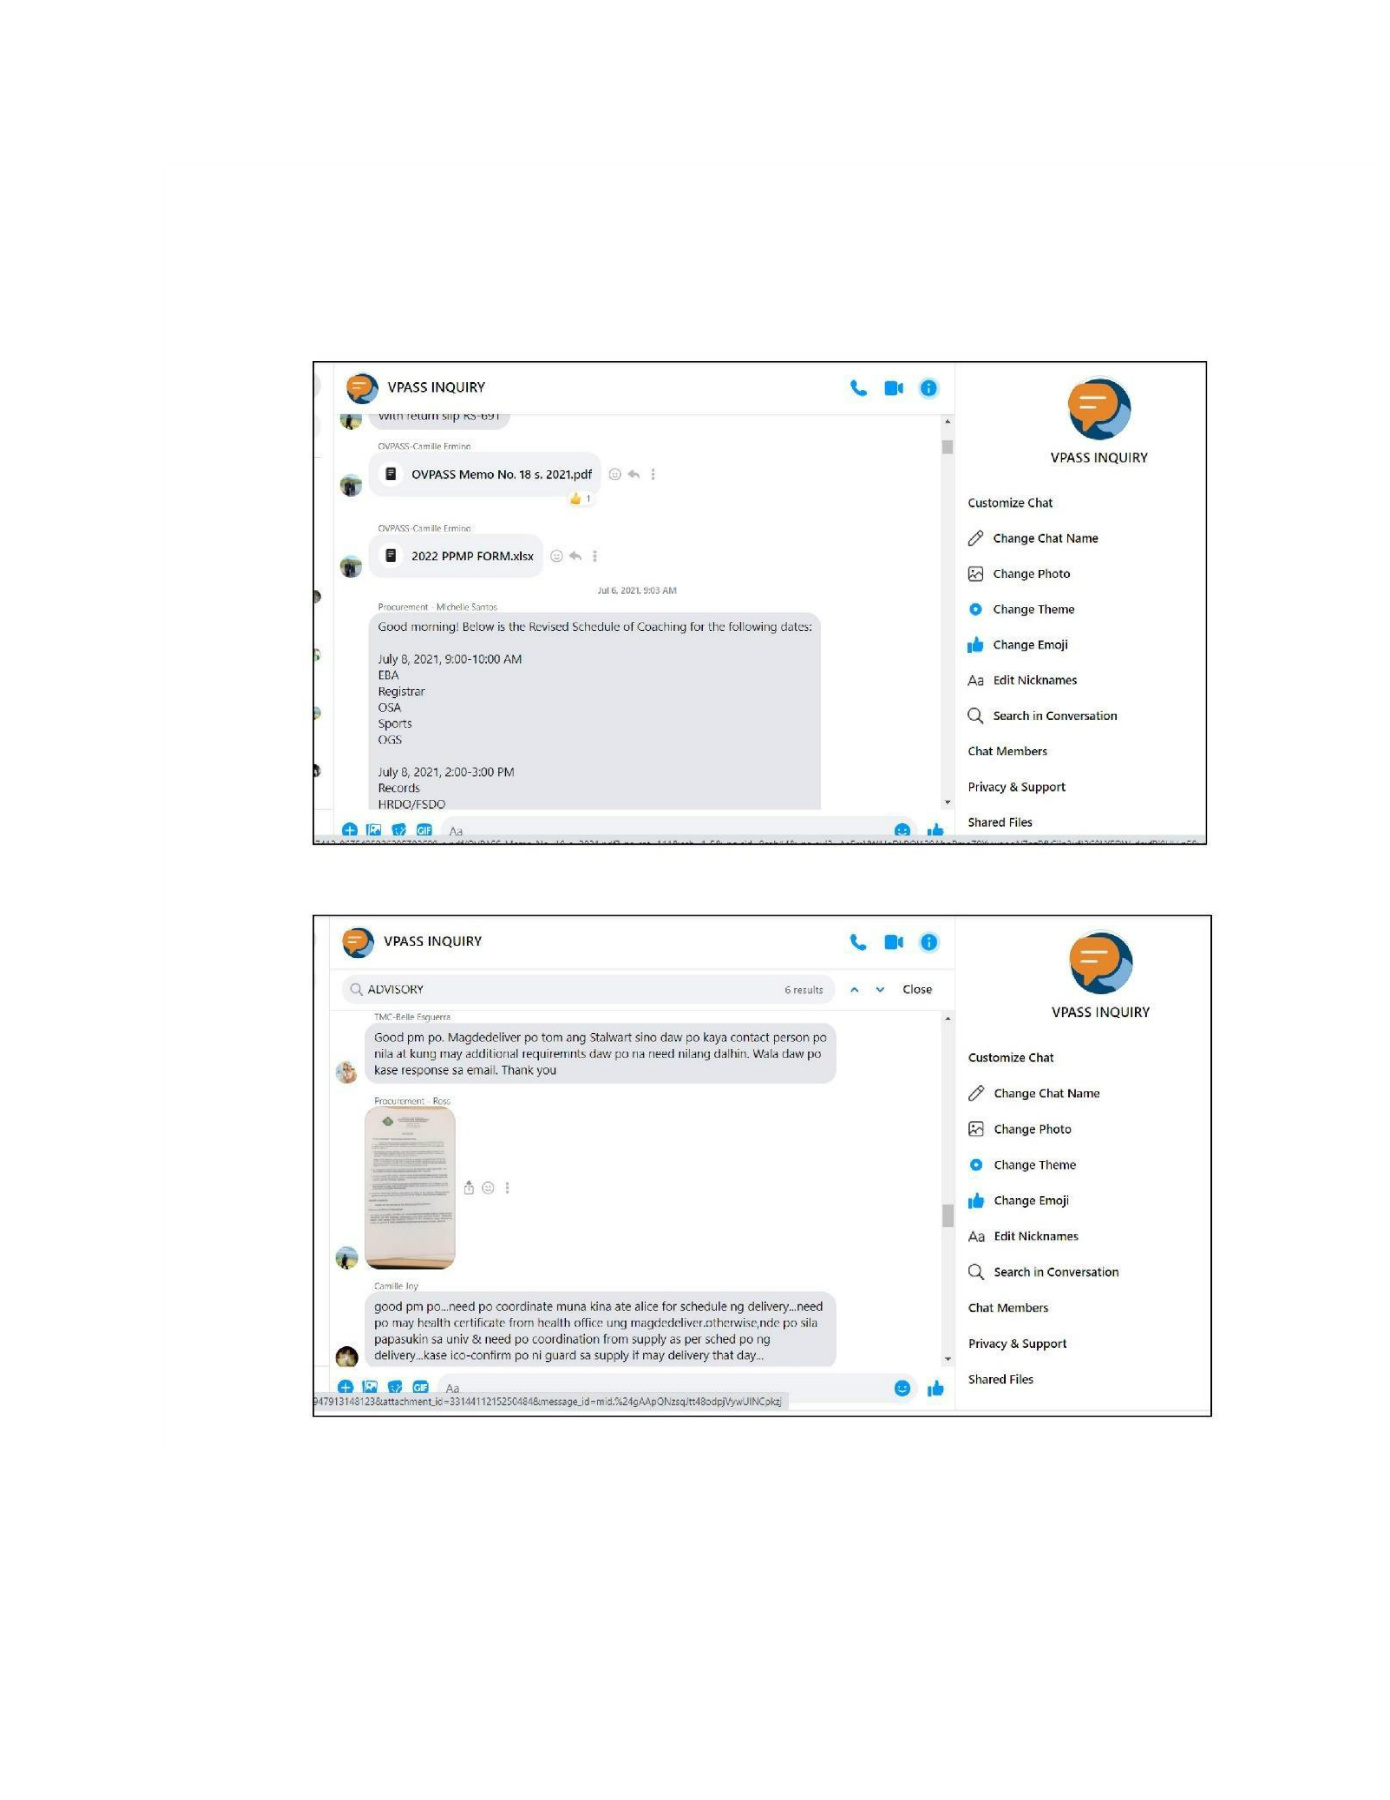 VPASS INQUIRY
With return slip RS-691
OVPASS-Camille Ermino
OVPASS Memo No. 18 s. 2021.pdf
1
OVPASS-Camille Ermino
2022 PPMP FORM.xlsx
Jul 6, 2021, 9:03 AM
Procurement - Michelle Santos
Good morning! Below is the Revised Schedule of Coaching for the following dates:
July 8, 2021, 9:00-10:00 AM
EBA
Registrar
OSA
Sports
OGS
July 8, 2021, 2:00-3:00 PM
Records
HRDO/FSDO
GIF
Aa
VPASS INQUIRY
Customize Chat
Change Chat Name
Change Photo
Change Theme
Change Emoji
Aa Edit Nicknames
Search in Conversation
Chat Members
Privacy & Support
Shared Files
VPASS INQUIRY
ADVISORY 6 results Close
TMC-Belle Esguerra
Good pm po. Magdedeliver po tom ang Stalwart sino daw po kaya contact person po
nila at kung may additional requiremnts daw po na need nilang dalhin. Wala daw po
kase response sa email. Thank you
Procurement - Ross
Camille Joy
good pm po...need po coordinate muna kina ate alice for schedule ng delivery...need
po may health certificate from health office ung magdedeliver.otherwise,nde po sila
papasukin sa univ & need po coordination from supply as per sched po ng
delivery...kase ico-confirm po ni guard sa supply if may delivery that day...
GIF
Aa
VPASS INQUIRY
Customize Chat
Change Chat Name
Change Photo
Change Theme
Change Emoji
Aa Edit Nicknames
Search in Conversation
Chat Members
Privacy & Support
Shared Files